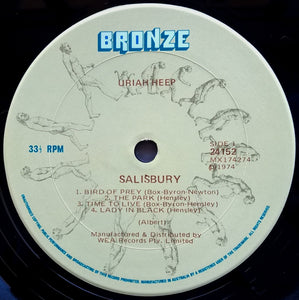 BRONZE
URIAH HEEP
33⅓ RPM
SIDE 1
24152
MX174274
℗1974
SALISBURY
1. BIRD OF PREY (Box-Byron-Newton)
2. THE PARK (Hensley)
3. TIME TO LIVE (Box-Byron-Hensley)
4. LADY IN BLACK (Hensley)
(Albert)
Manufactured & Distributed by
WEA Records Pty. Limited